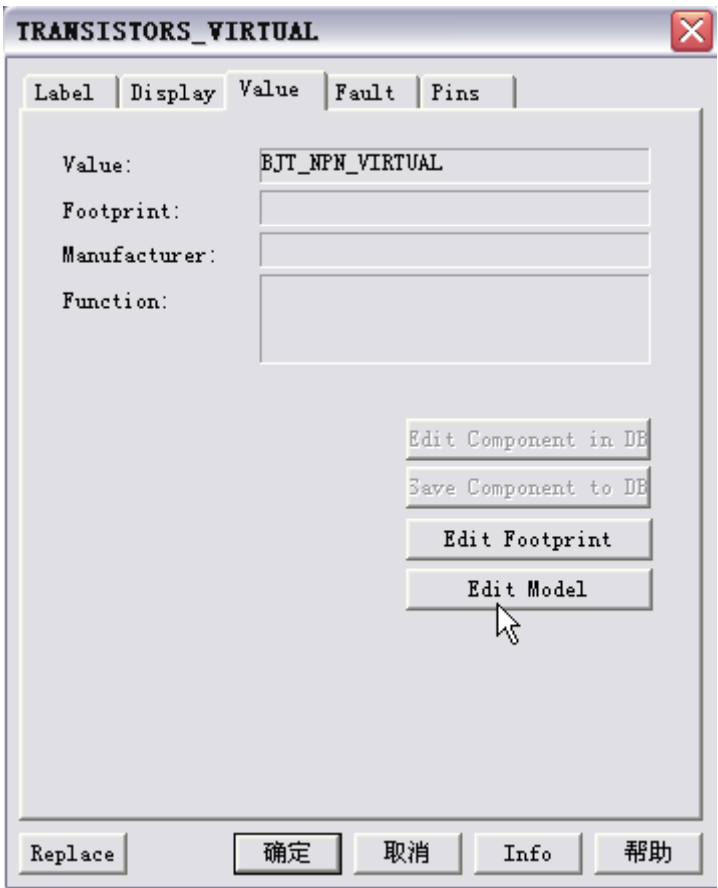 TRANSISTORS_VIRTUAL
Label Display Value Fault Pins
Value: BJT_NPN_VIRTUAL
Footprint:
Manufacturer:
Function:
Edit Component in DB
Save Component to DB
Edit Footprint
Edit Model
Replace 确定 取消 Info 帮助